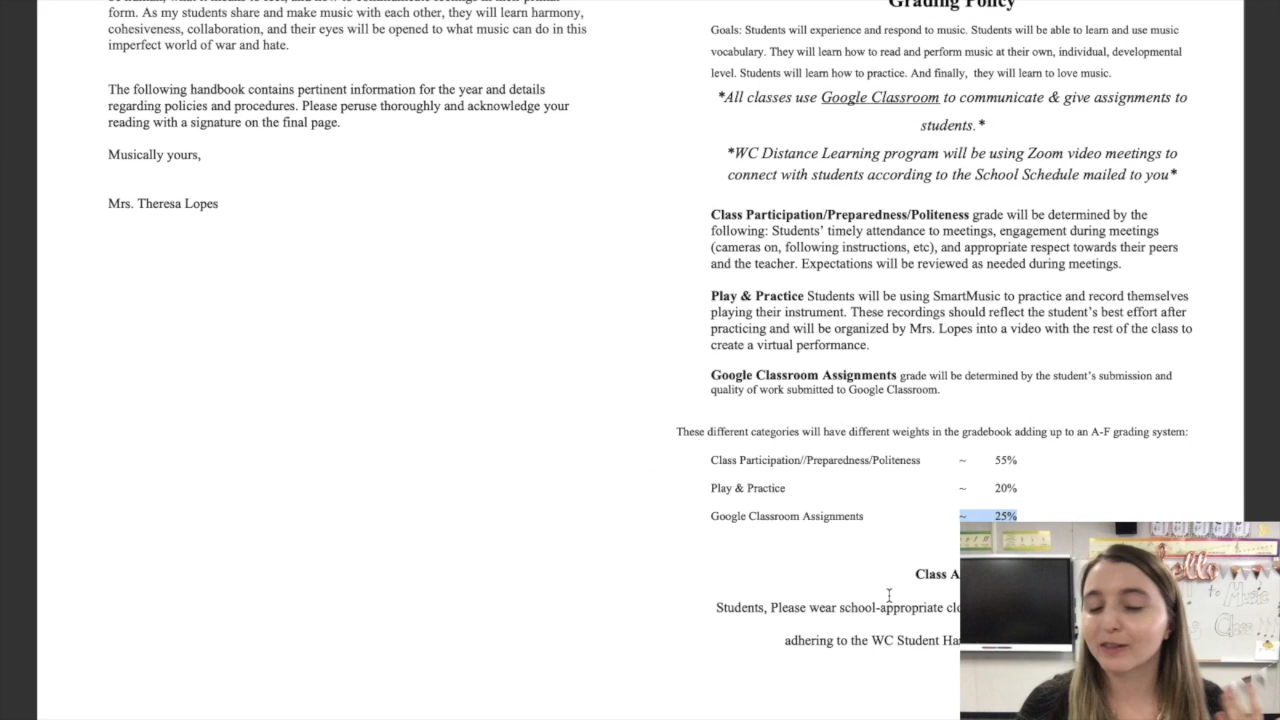 form. As my students share and make music with each other, they will learn harmony,
cohesiveness, collaboration, and their eyes will be opened to what music can do in this
imperfect world of war and hate.
The following handbook contains pertinent information for the year and details
regarding policies and procedures. Please peruse thoroughly and acknowledge your
reading with a signature on the final page.
Musically yours,
Mrs. Theresa Lopes
Grading Policy
Goals: Students will experience and respond to music. Students will be able to learn and use music
vocabulary. They will learn how to read and perform music at their own, individual, developmental
level. Students will learn how to practice. And finally, they will learn to love music.
*All classes use Google Classroom to communicate & give assignments to
students.*
*WC Distance Learning program will be using Zoom video meetings to
connect with students according to the School Schedule mailed to you*
Class Participation/Preparedness/Politeness grade will be determined by the
following: Students' timely attendance to meetings, engagement during meetings
(cameras on, following instructions, etc), and appropriate respect towards their peers
and the teacher. Expectations will be reviewed as needed during meetings.
Play & Practice Students will be using SmartMusic to practice and record themselves
playing their instrument. These recordings should reflect the student's best effort after
practicing and will be organized by Mrs. Lopes into a video with the rest of the class to
create a virtual performance.
Google Classroom Assignments grade will be determined by the student's submission and
quality of work submitted to Google Classroom.
These different categories will have different weights in the gradebook adding up to an A-F grading system:
Class Participation//Preparedness/Politeness ~ 55%
Play & Practice ~ 20%
Google Classroom Assignments ~ 25%
Class A
Students, Please wear school-appropriate clo
adhering to the WC Student Ha
hello
to Music
Class!!!